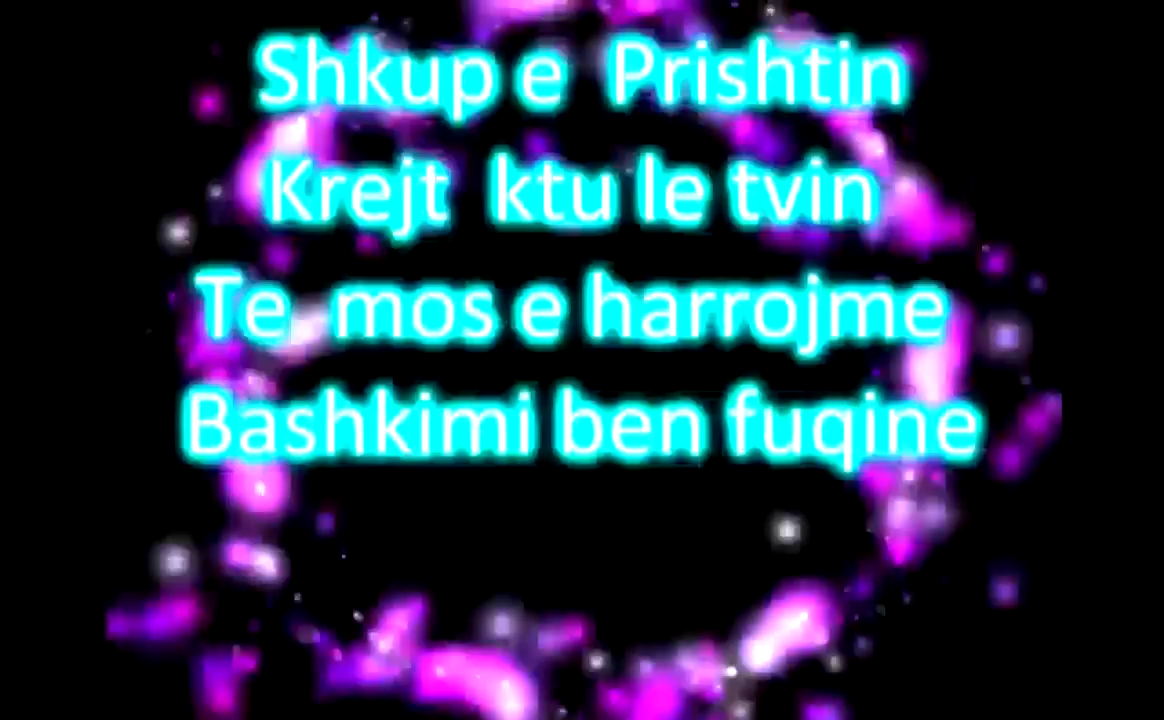 Shkup e Prishtin
Krejt ktu le tvin
Te mos e harrojme
Bashkimi ben fuqine